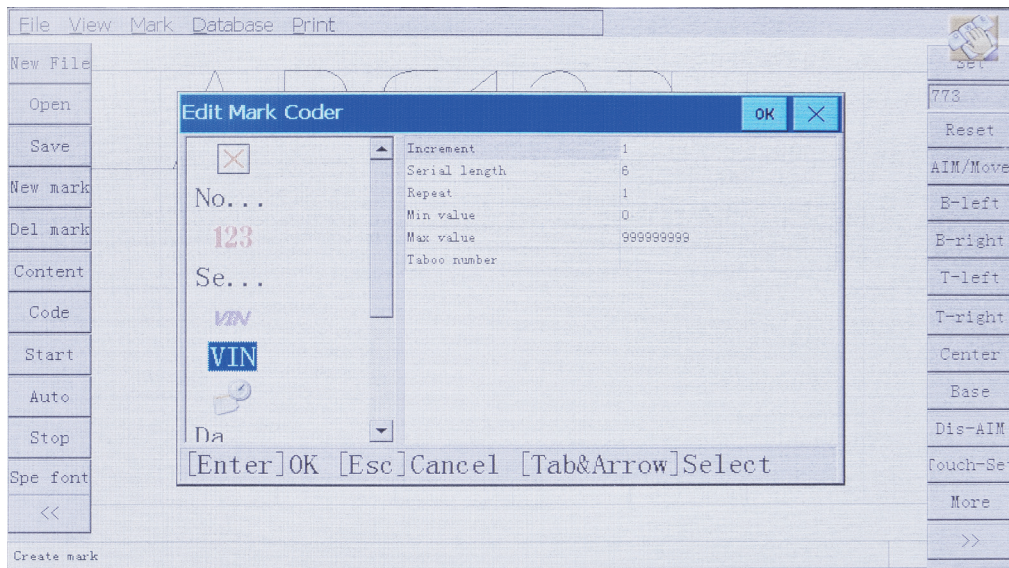 File View Mark Database Print
New File
Open
Save
New mark
Del mark
Content
Code
Start
Auto
Stop
Spe font
<<
Create mark
Edit Mark Coder OK
No...
123
Se...
VIN
VIN
Da
Increment 1
Serial length 6
Repeat 1
Min value 0
Max value 999999999
Taboo number
[Enter]OK [Esc]Cancel [Tab&Arrow]Select
Set
773
Reset
AIM/Move
B-left
B-right
T-left
T-right
Center
Base
Dis-AIM
Touch-Se
More
>>